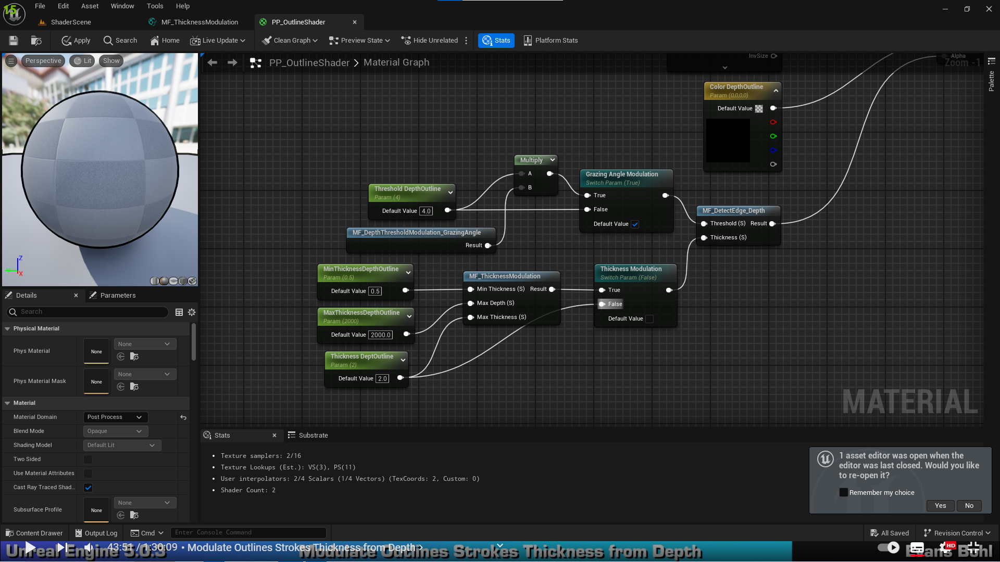 File Edit Asset Window Tools Help
ShaderScene
MF_ThicknessModulation
PP_OutlineShader
Apply
Search
Home
Live Update
Clean Graph
Preview State
Hide Unrelated
Stats
Platform Stats
Perspective
Lit
Show
PP_OutlineShader > Material Graph
Zoom -1
Palette
InvSize
Alpha
Color DepthOutline
Param (0,0,0,0)
Default Value
Multiply
A
B
Grazing Angle Modulation
Switch Param (True)
True
False
Default Value
Threshold DepthOutline
Param (4)
Default Value 4.0
MF_DepthThresholdModulation_GrazingAngle
Result
MF_DetectEdge_Depth
Threshold (S) Result
Thickness (S)
MinThicknessDepthOutline
Param (0.5)
Default Value 0.5
MF_ThicknessModulation
Min Thickness (S) Result
Max Depth (S)
Max Thickness (S)
Thickness Modulation
Switch Param (False)
True
False
Default Value
MaxThicknessDepthOutline
Param (2000)
Default Value 2000.0
Thickness DeptOutline
Param (2)
Default Value 2.0
MATERIAL
Z
Y
X
Details
Parameters
Search
Physical Material
Phys Material None None
Phys Material Mask None None
Material
Material Domain Post Process
Blend Mode Opaque
Shading Model Default Lit
Two Sided
Use Material Attributes
Cast Ray Traced Shad...
Subsurface Profile None None
Stats
Substrate
Texture samplers: 2/16
Texture Lookups (Est.): VS(3), PS(11)
User interpolators: 2/4 Scalars (1/4 Vectors) (TexCoords: 2, Custom: 0)
Shader Count: 2
1 asset editor was open when the
editor was last closed. Would you like
to re-open it?
Remember my choice
Yes
No
Content Drawer
Output Log
Cmd
Enter Console Command
All Saved
Revision Control
Unreal Engine 5.0.3
43:51 / 1:30:09 • Modulate Outlines Strokes Thickness from Depth >
Modulate Outlines Strokes Thickness from Depth
HD
Evans Bohl